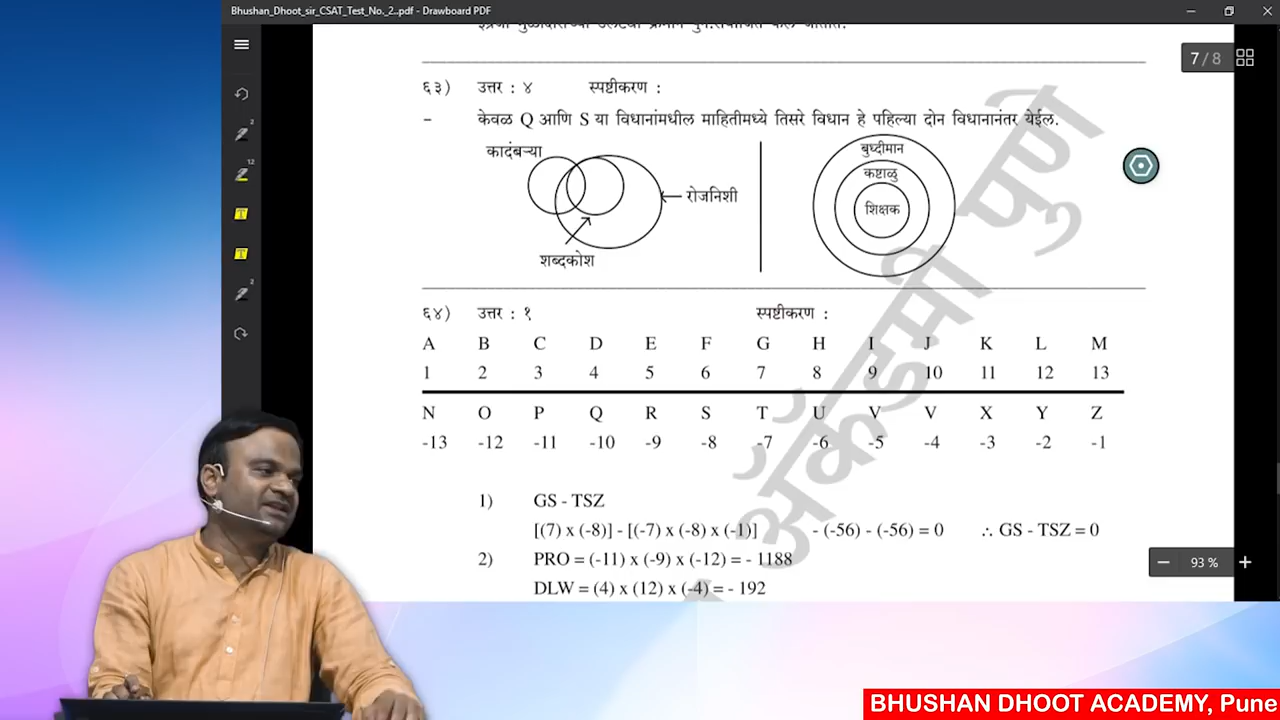 Bhushan_Dhoot_sir_CSAT_Test_No._2..pdf - Drawboard PDF
7 / 8
६३) उत्तर : ४ स्पष्टीकरण :
- केवळ Q आणि S या विधानांमधील माहितीमध्ये तिसरे विधान हे पहिल्या दोन विधानानंतर येईल.
कादंबऱ्या
रोजनिशी
शब्दकोश
बुध्दीमान
कष्टाळु
शिक्षक
६४) उत्तर : १ स्पष्टीकरण :
A B C D E F G H I J K L M
1 2 3 4 5 6 7 8 9 10 11 12 13
N O P Q R S T U V V X Y Z
-13 -12 -11 -10 -9 -8 -7 -6 -5 -4 -3 -2 -1
1) GS - TSZ
[(7) x (-8)] - [(-7) x (-8) x (-1)] - (-56) - (-56) = 0 ∴ GS - TSZ = 0
2) PRO = (-11) x (-9) x (-12) = - 1188
DLW = (4) x (12) x (-4) = - 192
93 %
अॅकॅडमी पुणे
BHUSHAN DHOOT ACADEMY, Pune